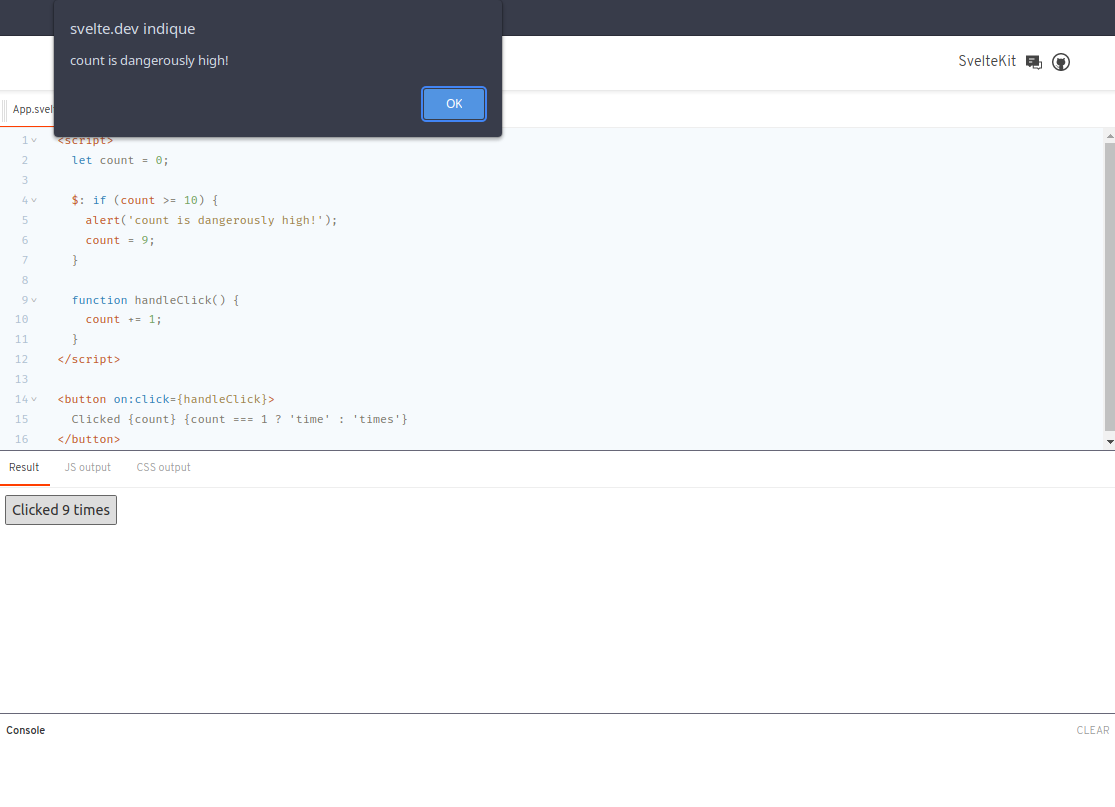 svelte.dev indique
count is dangerously high!
OK
SvelteKit
App.svel
1 <script>
2 let count = 0;
3
4 $: if (count >= 10) {
5 alert('count is dangerously high!');
6 count = 9;
7 }
8
9 function handleClick() {
10 count += 1;
11 }
12 </script>
13
14 <button on:click={handleClick}>
15 Clicked {count} {count === 1 ? 'time' : 'times'}
16 </button>
Result JS output CSS output
Clicked 9 times
Console CLEAR